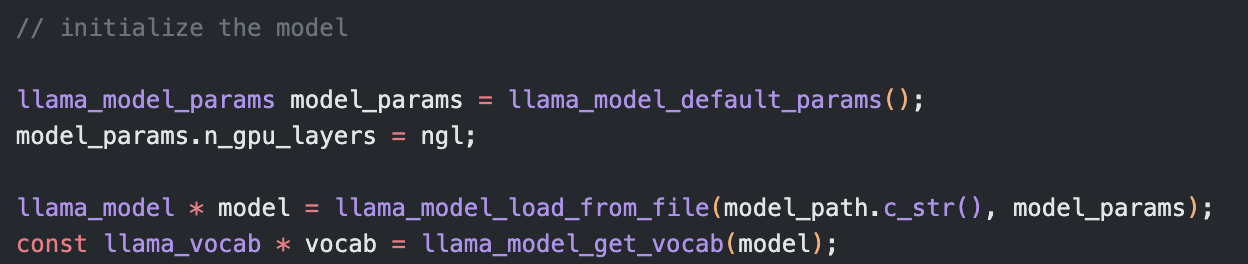 // initialize the model
llama_model_params model_params = llama_model_default_params();
model_params.n_gpu_layers = ngl;
llama_model * model = llama_model_load_from_file(model_path.c_str(), model_params);
const llama_vocab * vocab = llama_model_get_vocab(model);